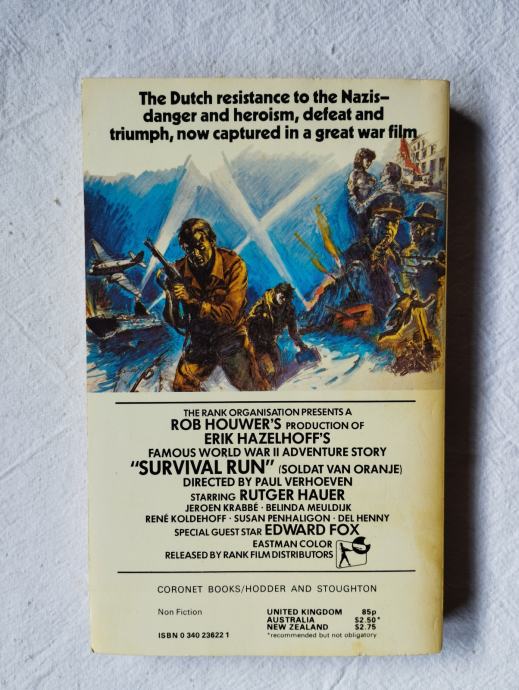 The Dutch resistance to the Nazis–
danger and heroism, defeat and
triumph, now captured in a great war film
THE RANK ORGANISATION PRESENTS A
ROB HOUWER'S PRODUCTION OF
ERIK HAZELHOFF'S
FAMOUS WORLD WAR II ADVENTURE STORY
"SURVIVAL RUN" (SOLDAT VAN ORANJE)
DIRECTED BY PAUL VERHOEVEN
STARRING RUTGER HAUER
JEROEN KRABBÉ · BELINDA MEULDIJK
RENÉ KOLDEHOFF · SUSAN PENHALIGON · DEL HENNY
SPECIAL GUEST STAR EDWARD FOX
EASTMAN COLOR
RELEASED BY RANK FILM DISTRIBUTORS
CORONET BOOKS/HODDER AND STOUGHTON
Non Fiction
UNITED KINGDOM 85p
AUSTRALIA $2.50*
NEW ZEALAND $2.75
ISBN 0 340 23622 1
*recommended but not obligatory